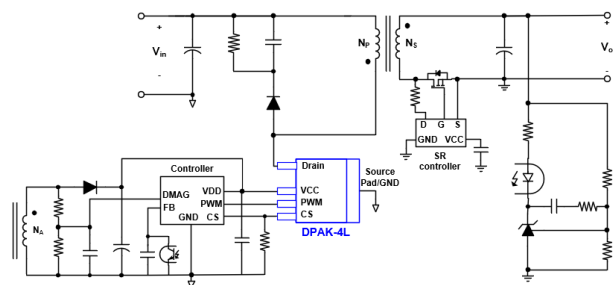 +
Vin
-
NP
NS
+
Vo
-
D G S
GND VCC
SR
controller
Controller
DMAG
FB
VDD
PWM
GND
CS
Drain
VCC
PWM
CS
Source
Pad/GND
DPAK-4L
NA